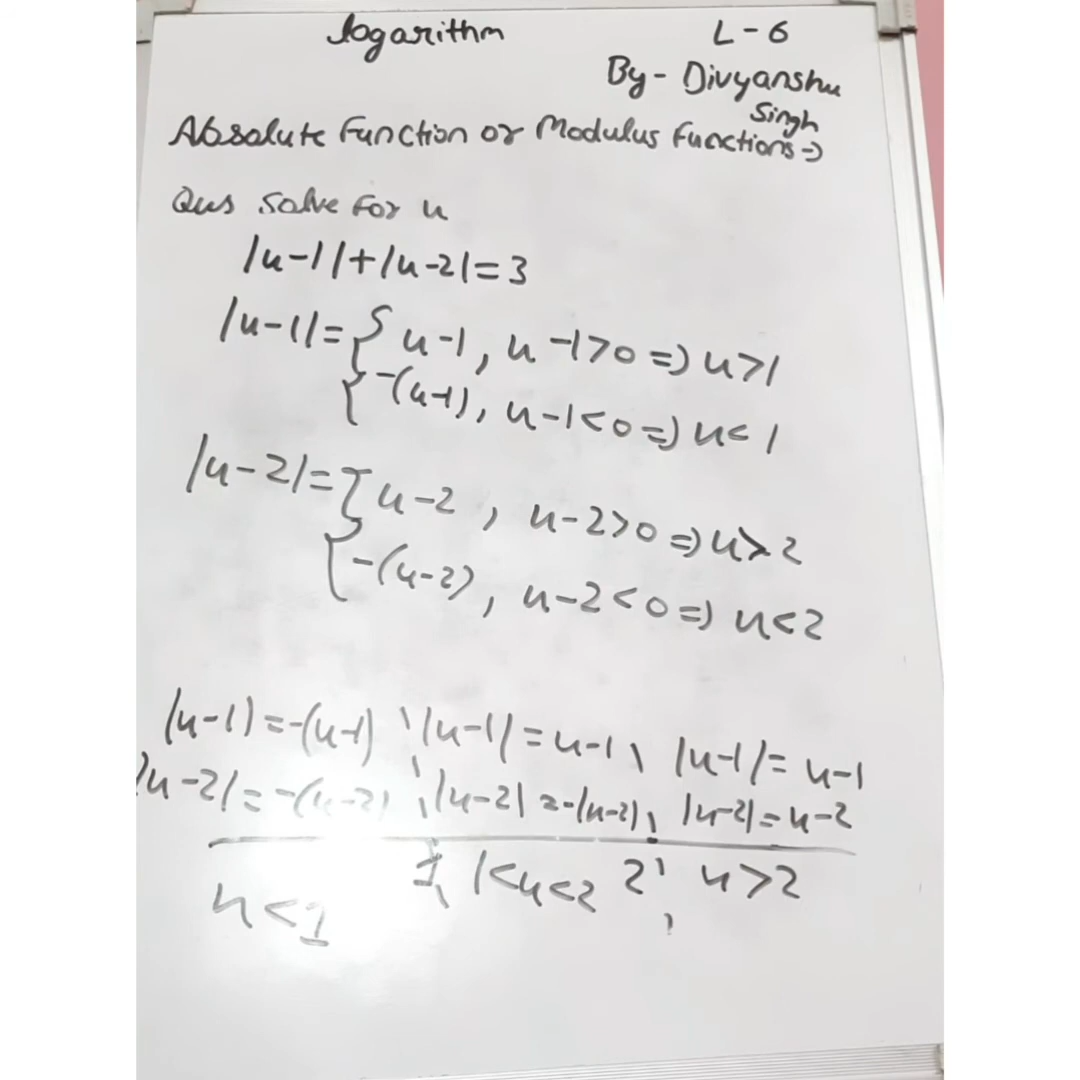 logarithm L-6
By- Divyanshu Singh
Absolute Function or Modulus Functions⇒
Qus solve for u
|u-1|+|u-2|=3
|u-1|={ u-1, u-1>0 ⇒ u>1
{ -(u-1), u-1<0 ⇒ u<1
|u-2|={ u-2, u-2>0 ⇒ u>2
{ -(u-2), u-2<0 ⇒ u<2
|u-1)=-(u-1) |u-1|=u-1 |u-1|=u-1
|u-2|=-(u-2) |u-2|=-(u-2) |u-2|=u-2
u<1 1 1<u<2 2 u>2